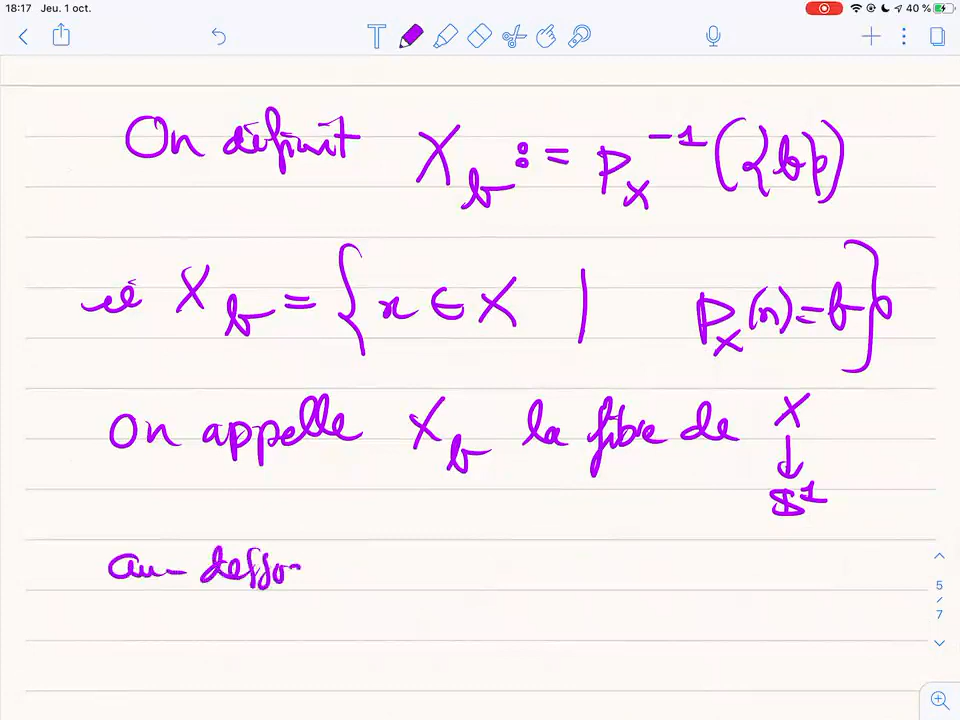 18:17 Jeu. 1 oct. 40 %
On définit X_b := p_X^{-1}({b})
ie X_b = {x ∈ X | p_X(x) = b}
On appelle X_b la fibre de X
↓
S^1
au-desso
5
/
7